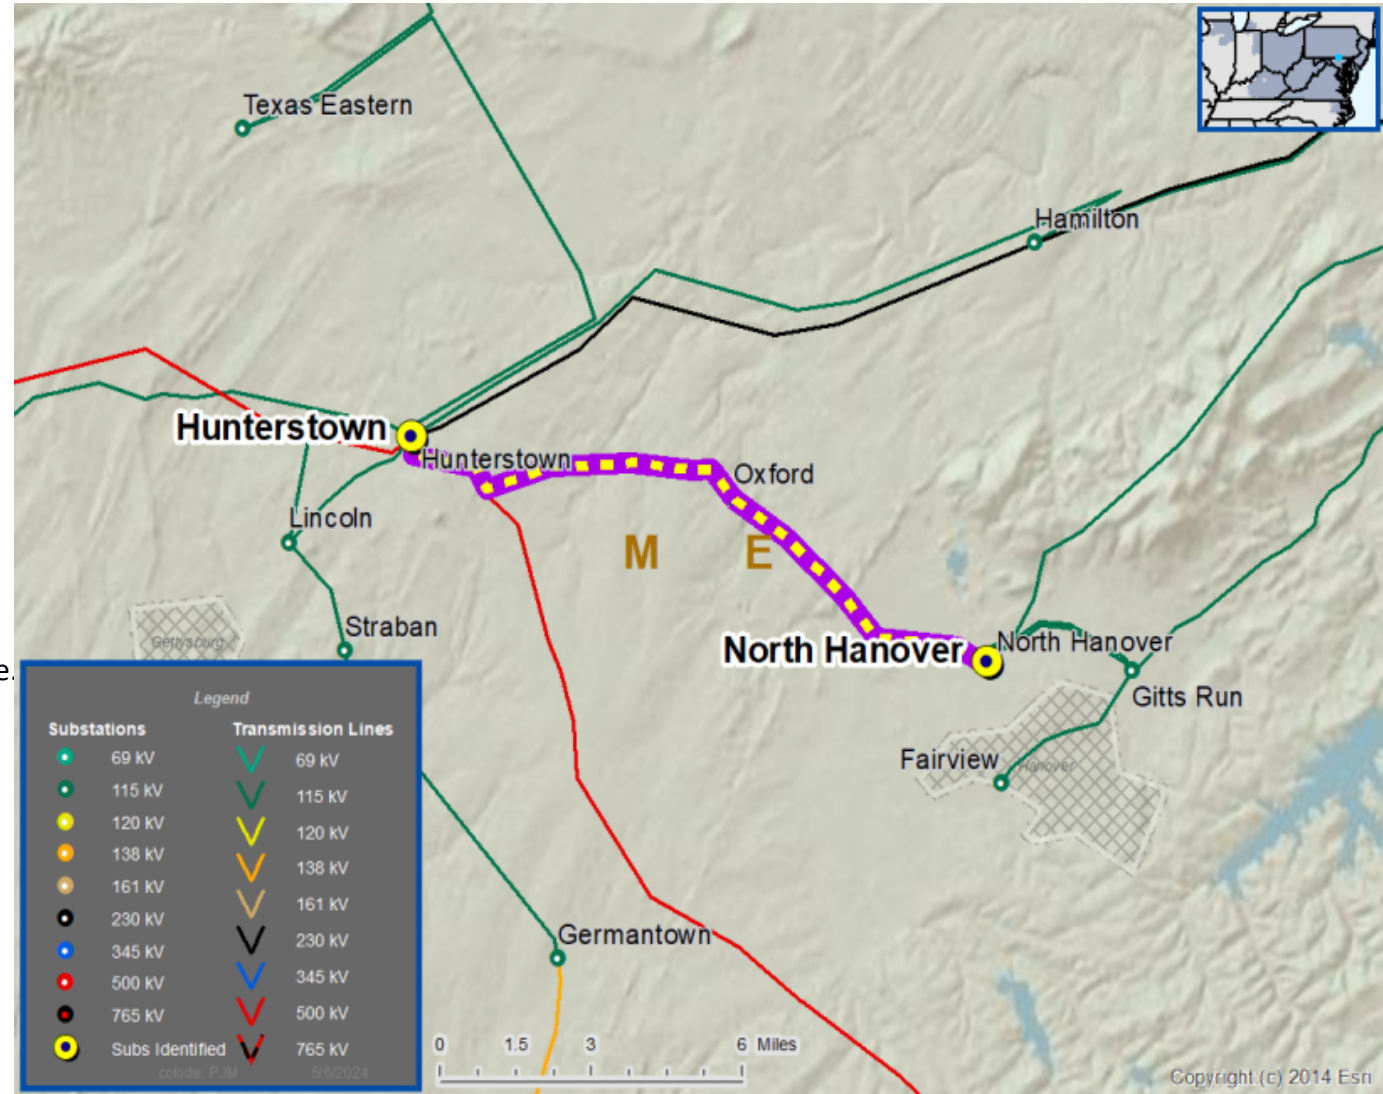 Texas Eastern
Hamilton
Hunterstown
Hunterstown
Oxford
Lincoln
M E
Straban
Gettysburg
North Hanover
North Hanover
Gitts Run
Fairview
Hanover
Germantown
e.
Legend
Substations Transmission Lines
69 kV 69 kV
115 kV 115 kV
120 kV 120 kV
138 kV 138 kV
161 kV 161 kV
230 kV 230 kV
345 kV 345 kV
500 kV 500 kV
765 kV 765 kV
Subs Identified
colode, PJM 5/6/2024
0 1.5 3 6 Miles
Copyright:(c) 2014 Esri